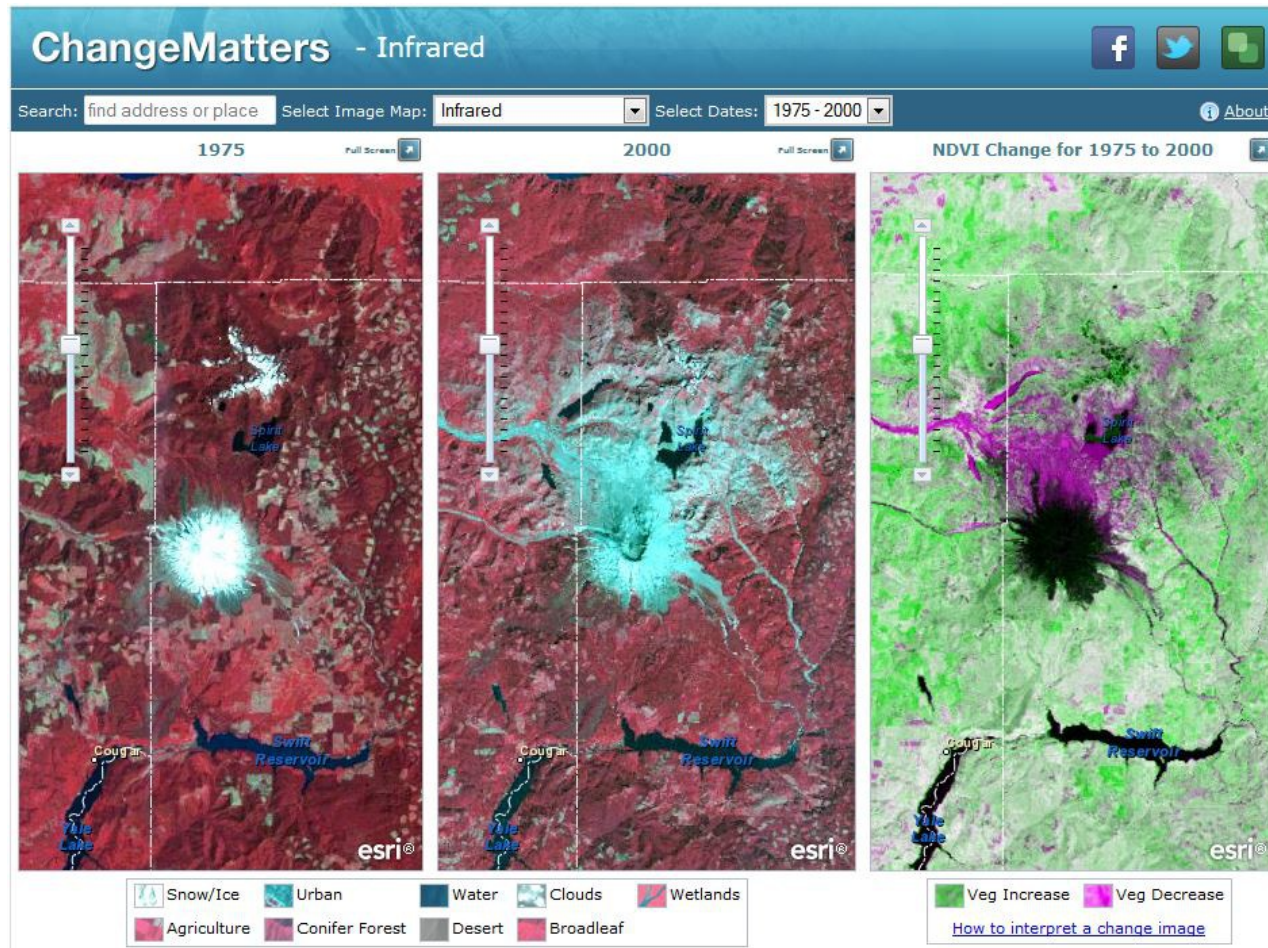 ChangeMatters - Infrared
Search: find address or place Select Image Map: Infrared Select Dates: 1975 - 2000 About
1975 Full Screen 2000 Full Screen NDVI Change for 1975 to 2000
Spirit Lake
Spirit Lake
Spirit Lake
Cougar
Swift Reservoir
Yale Lake
esri®
Cougar
Swift Reservoir
Yale Lake
esri®
Cougar
Swift Reservoir
Yale Lake
esri®
Snow/Ice Urban Water Clouds Wetlands
Agriculture Conifer Forest Desert Broadleaf
Veg Increase Veg Decrease
How to interpret a change image